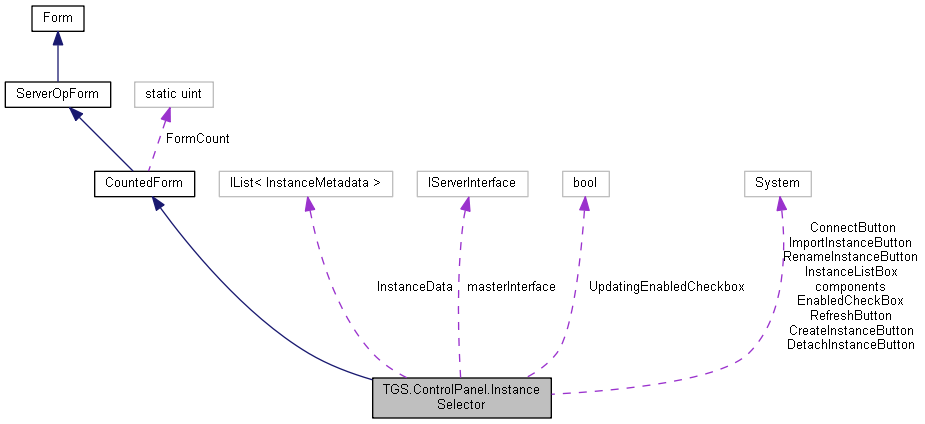 Form
ServerOpForm
static uint
FormCount
CountedForm
IList< InstanceMetadata >
IServerInterface
bool
System
ConnectButton
ImportInstanceButton
RenameInstanceButton
InstanceListBox
components
EnabledCheckBox
RefreshButton
CreateInstanceButton
DetachInstanceButton
InstanceData
masterInterface
UpdatingEnabledCheckbox
TGS.ControlPanel.Instance
Selector